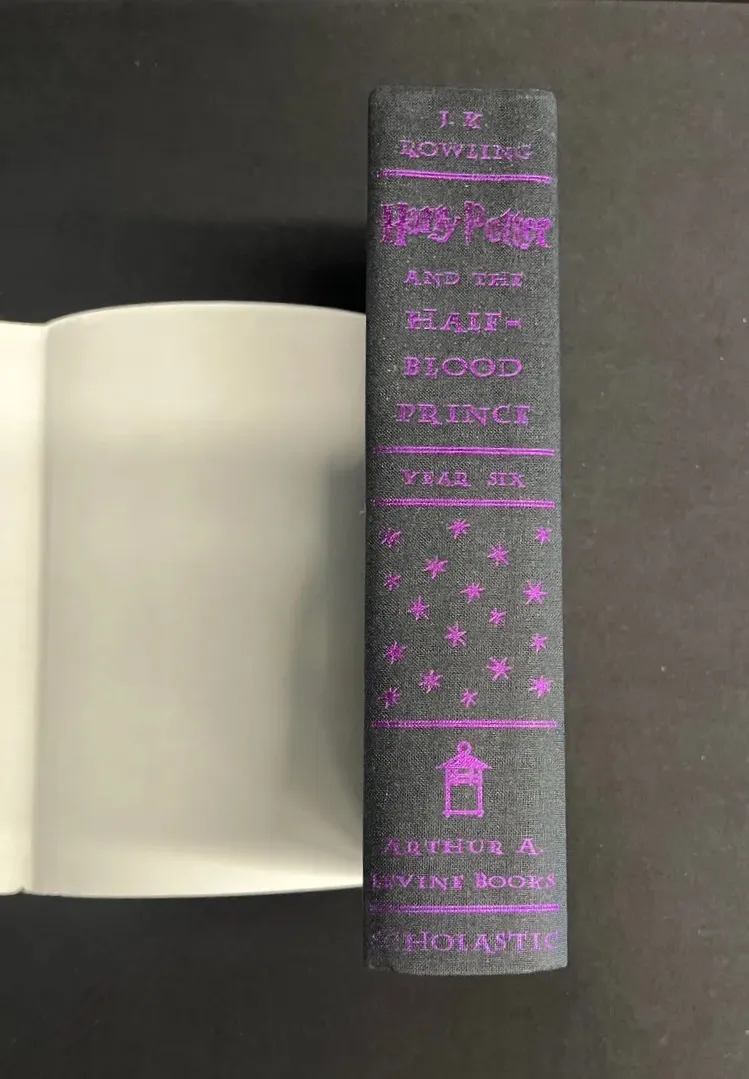 J. K.
ROWLING
Harry Potter
AND THE
HALF-
BLOOD
PRINCE
YEAR SIX
ARTHUR A.
LEVINE BOOKS
SCHOLASTIC